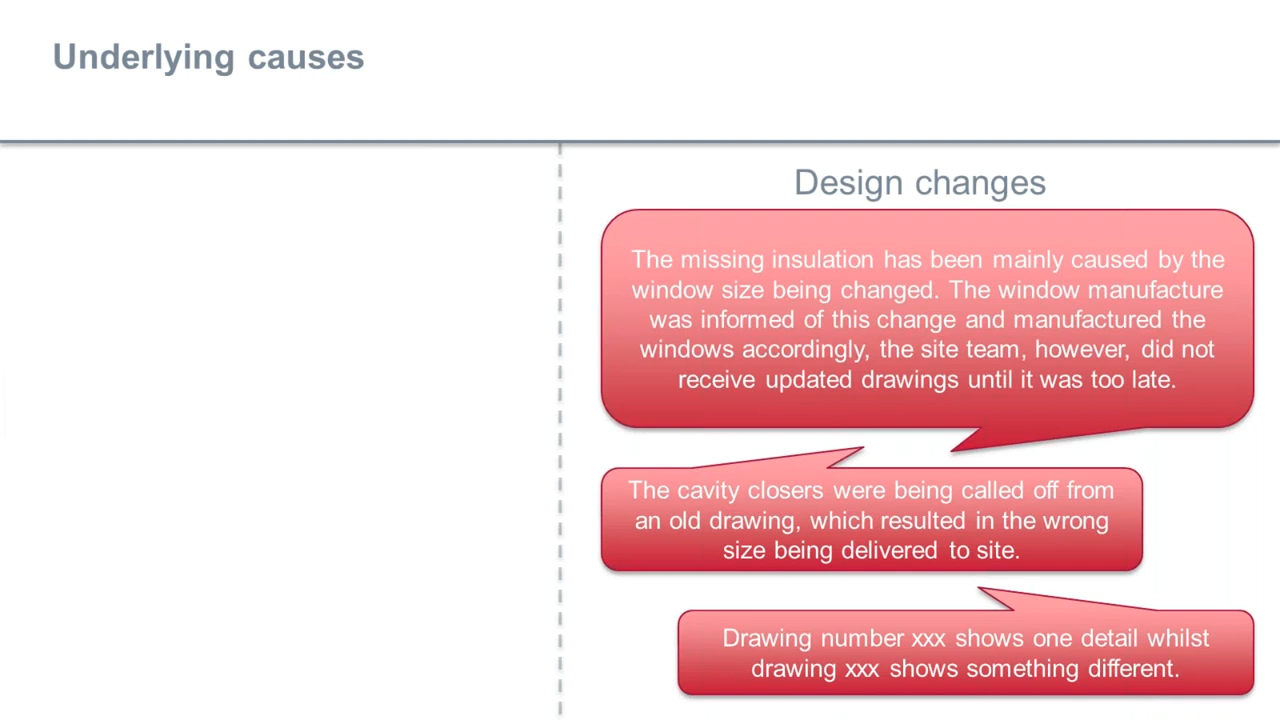 Underlying causes
Design changes
The missing insulation has been mainly caused by the
window size being changed. The window manufacture
was informed of this change and manufactured the
windows accordingly, the site team, however, did not
receive updated drawings until it was too late.
The cavity closers were being called off from
an old drawing, which resulted in the wrong
size being delivered to site.
Drawing number xxx shows one detail whilst
drawing xxx shows something different.